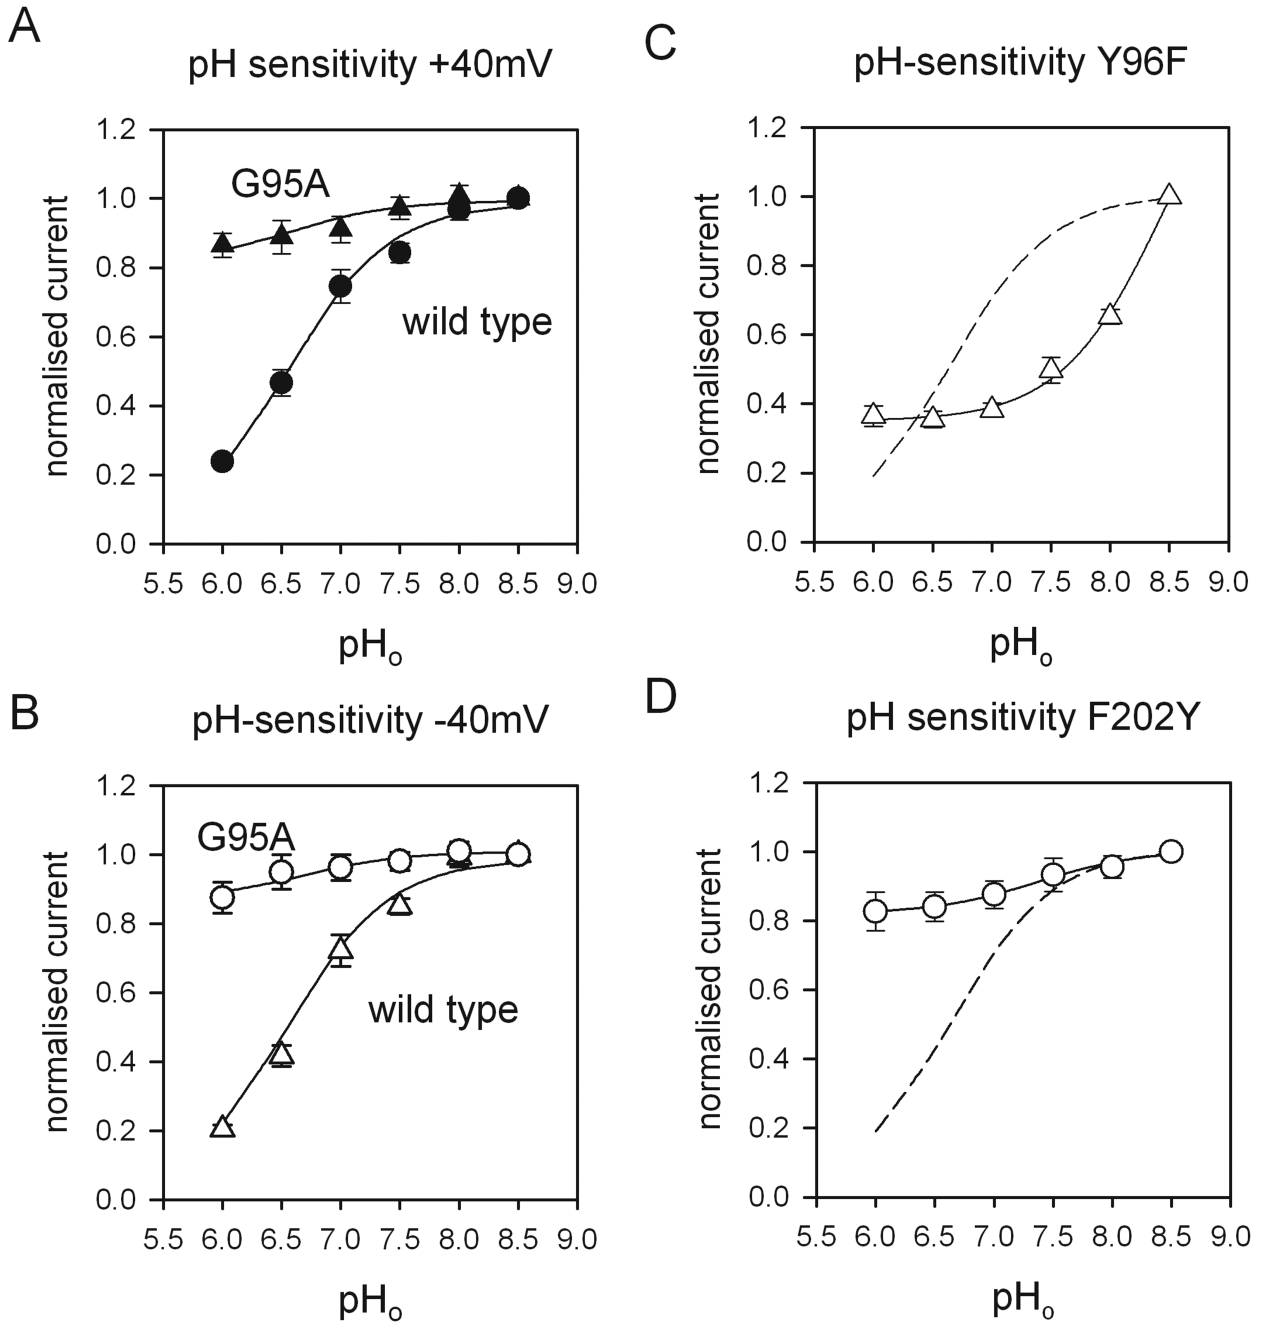 A
pH sensitivity +40mV
normalised current
1.2
1.0
0.8
0.6
0.4
0.2
0.0
G95A
wild type
5.5 6.0 6.5 7.0 7.5 8.0 8.5 9.0
pHo
B
pH-sensitivity -40mV
normalised current
1.2
1.0
0.8
0.6
0.4
0.2
0.0
G95A
wild type
5.5 6.0 6.5 7.0 7.5 8.0 8.5 9.0
pHo
C
pH-sensitivity Y96F
normalised current
1.2
1.0
0.8
0.6
0.4
0.2
0.0
5.5 6.0 6.5 7.0 7.5 8.0 8.5 9.0
pHo
D
pH sensitivity F202Y
normalised current
1.2
1.0
0.8
0.6
0.4
0.2
0.0
5.5 6.0 6.5 7.0 7.5 8.0 8.5 9.0
pHo